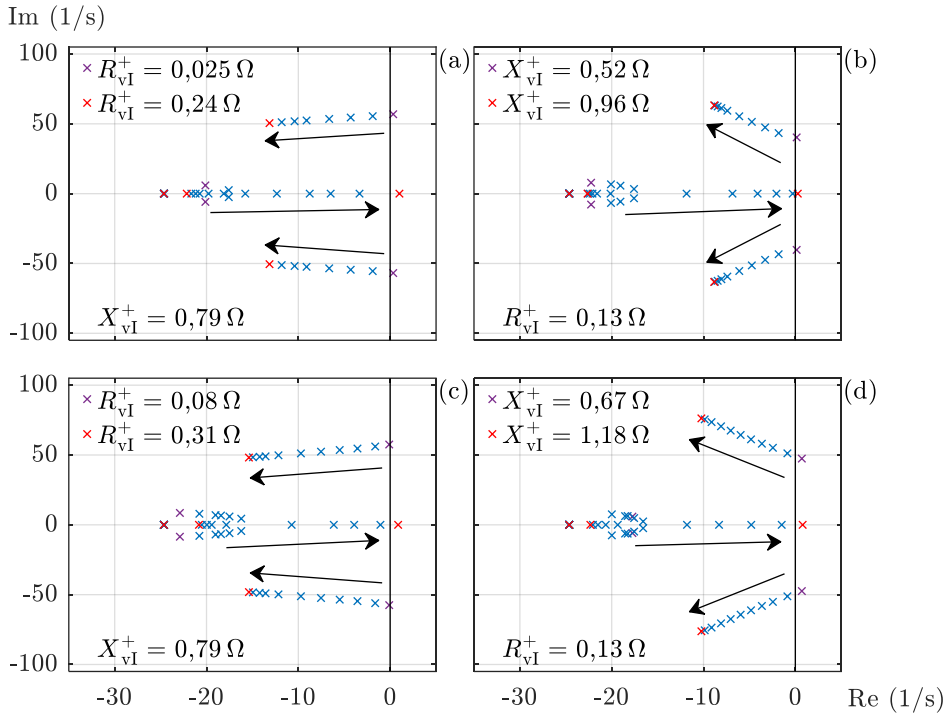 Im (1/s)
100
50
0
-50
-100
R⁺vI = 0,025 Ω
R⁺vI = 0,24 Ω
X⁺vI = 0,79 Ω
(a)
X⁺vI = 0,52 Ω
X⁺vI = 0,96 Ω
R⁺vI = 0,13 Ω
(b)
100
50
0
-50
-100
R⁺vI = 0,08 Ω
R⁺vI = 0,31 Ω
X⁺vI = 0,79 Ω
(c)
X⁺vI = 0,67 Ω
X⁺vI = 1,18 Ω
R⁺vI = 0,13 Ω
(d)
-30 -20 -10 0 -30 -20 -10 0 Re (1/s)